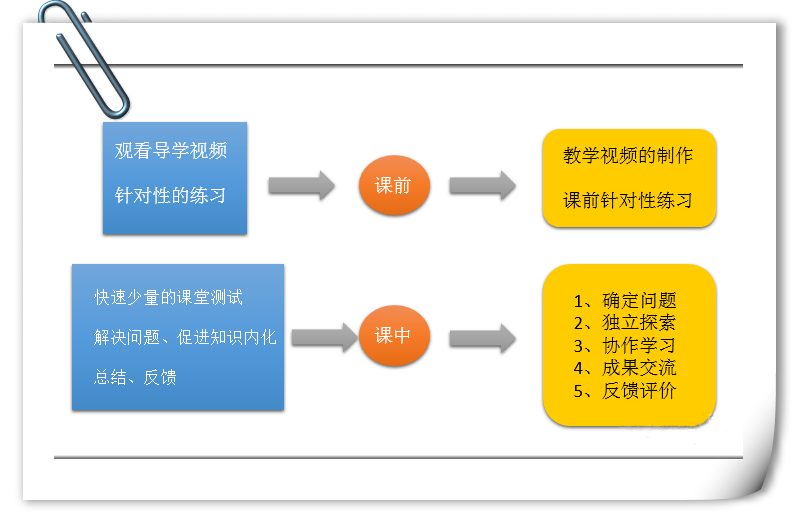 观看导学视频
针对性的练习
课前
教学视频的制作
课前针对性练习
快速少量的课堂测试
解决问题、促进知识内化
总结、反馈
课中
1、确定问题
2、独立探索
3、协作学习
4、成果交流
5、反馈评价